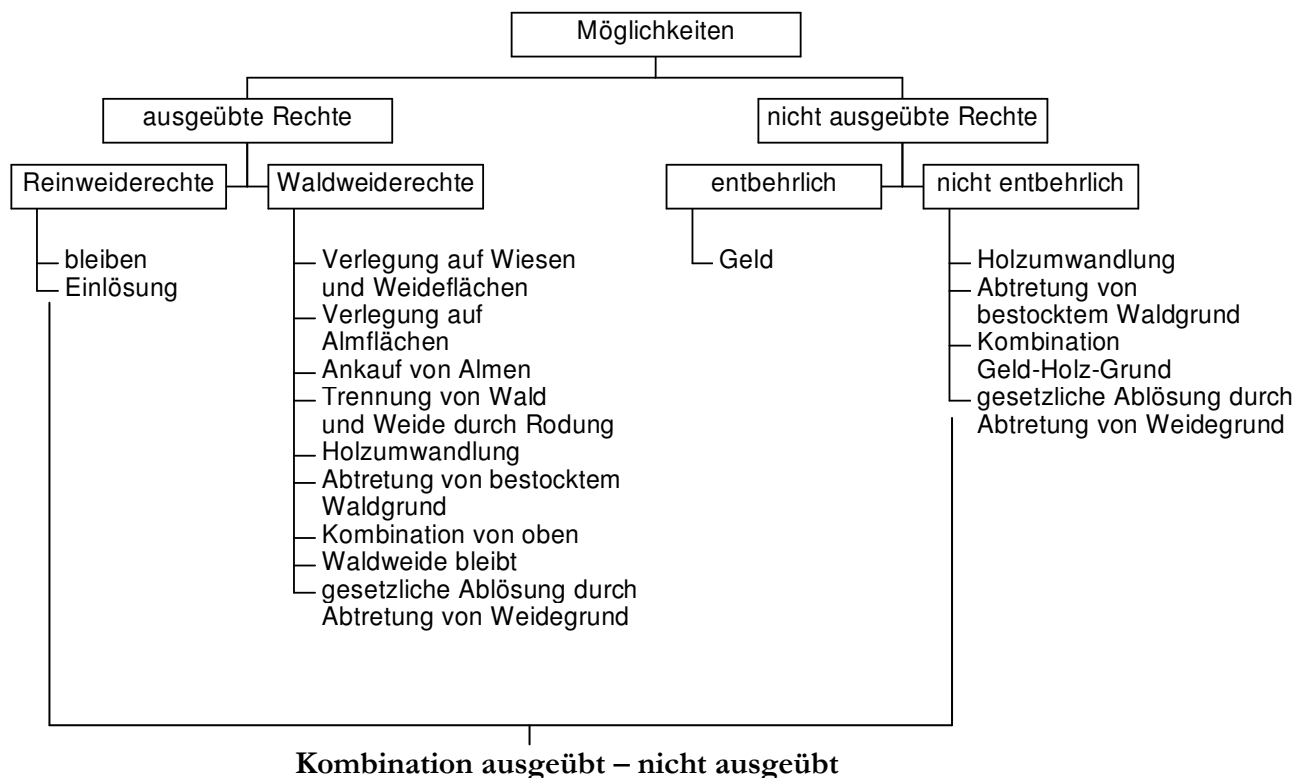 Möglichkeiten
ausgeübte Rechte
nicht ausgeübte Rechte
Reinweiderechte
Waldweiderechte
entbehrlich
nicht entbehrlich
bleiben
Einlösung
Verlegung auf Wiesen
und Weideflächen
Verlegung auf
Almflächen
Ankauf von Almen
Trennung von Wald
und Weide durch Rodung
Holzumwandlung
Abtretung von bestocktem
Waldgrund
Kombination von oben
Waldweide bleibt
gesetzliche Ablösung durch
Abtretung von Weidegrund
Geld
Holzumwandlung
Abtretung von
bestocktem Waldgrund
Kombination
Geld-Holz-Grund
gesetzliche Ablösung durch
Abtretung von Weidegrund
Kombination ausgeübt – nicht ausgeübt